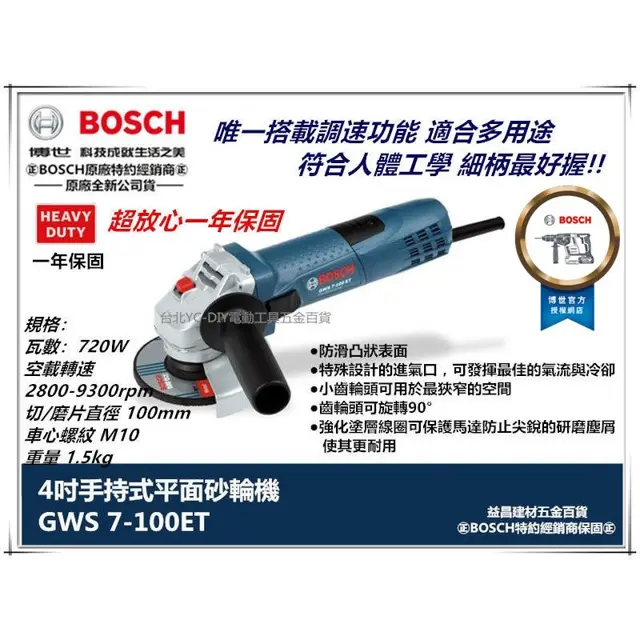 BOSCH
博世 科技成就生活之美
㊣BOSCH原廠特約經銷商㊣
原廠全新公司貨
唯一搭載調速功能 適合多用途
符合人體工學 細柄最好握!!
HEAVY
DUTY
一年保固
超放心一年保固
BOSCH
博世官方
授權網店
BOSCH
GWS 7-100 ET
台北YC-DIY電動工具五金百貨
規格:
瓦數: 720W
空載轉速
2800-9300rpm
切/磨片直徑 100mm
車心螺紋 M10
重量 1.5kg
●防滑凸狀表面
●特殊設計的進氣口，可發揮最佳的氣流與冷卻
●小齒輪頭可用於最狹窄的空間
●齒輪頭可旋轉90°
●強化塗層線圈可保護馬達防止尖銳的研磨塵屑
使其更耐用
4吋手持式平面砂輪機
GWS 7-100ET
益昌建材五金百貨
㊣BOSCH特約經銷商保固㊣